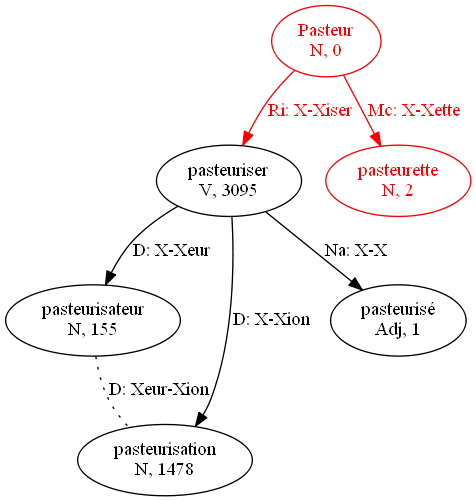 Pasteur
N, 0
Ri: X-Xiser
Mc: X-Xette
pasteuriser
V, 3095
pasteurette
N, 2
D: X-Xeur
Na: X-X
pasteurisateur
N, 155
D: X-Xion
pasteurisé
Adj, 1
D: Xeur-Xion
pasteurisation
N, 1478